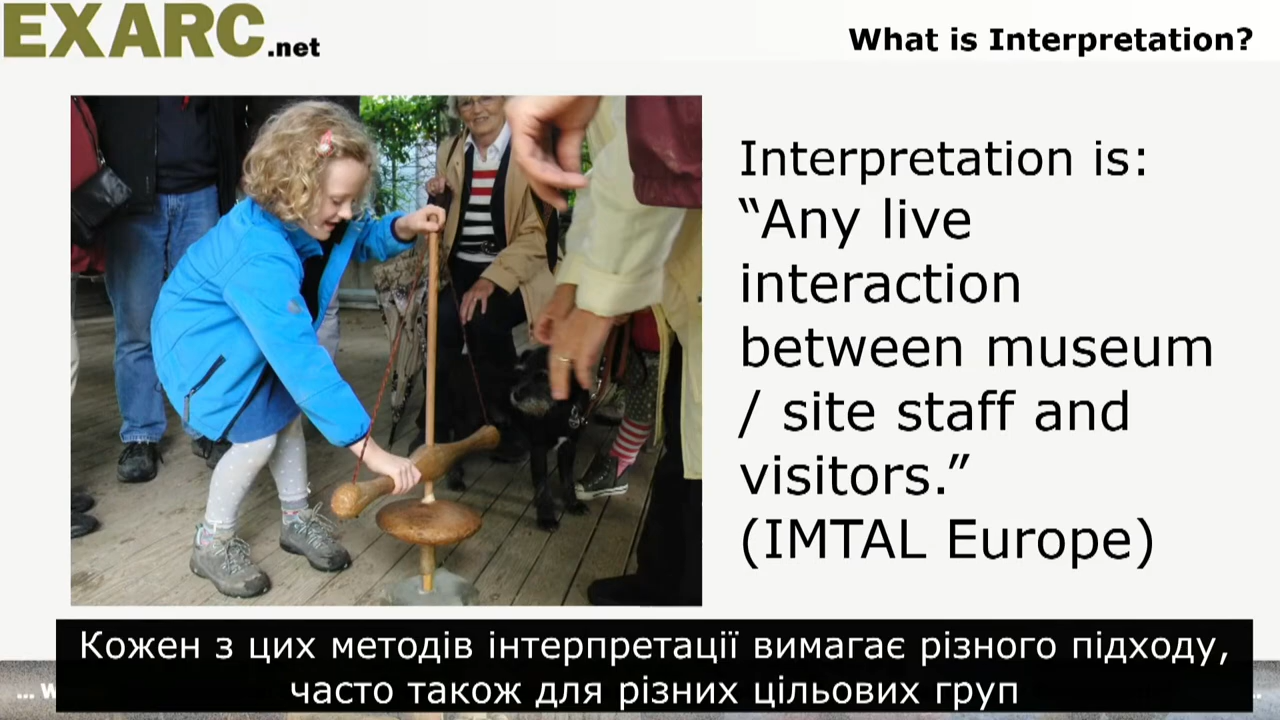 EXARC.net
What is Interpretation?
Interpretation is:
“Any live
interaction
between museum
/ site staff and
visitors.”
(IMTAL Europe)
Кожен з цих методів інтерпретації вимагає різного підходу,
часто також для різних цільових груп